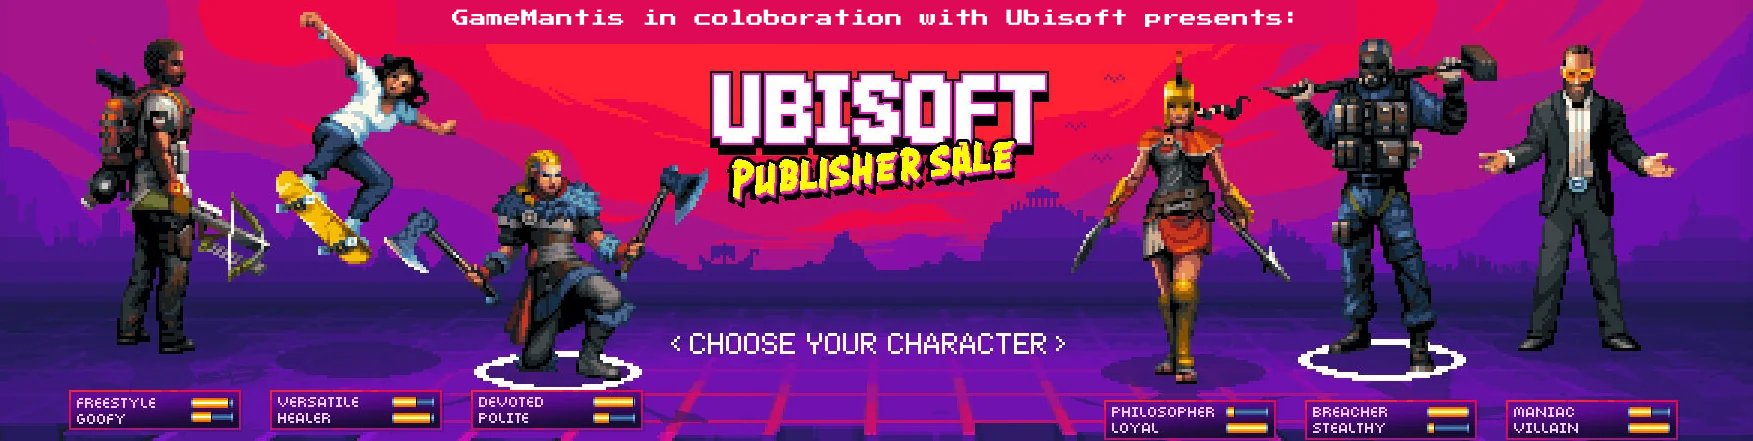 GameMantis in coloboration with Ubisoft presents:
UBISOFT
PUBLISHER SALE
< CHOOSE YOUR CHARACTER >
FREESTYLE
GOOFY
VERSATILE
HEALER
DEVOTED
POLITE
PHILOSOPHER
LOYAL
BREACHER
STEALTHY
MANIAC
VILLAIN